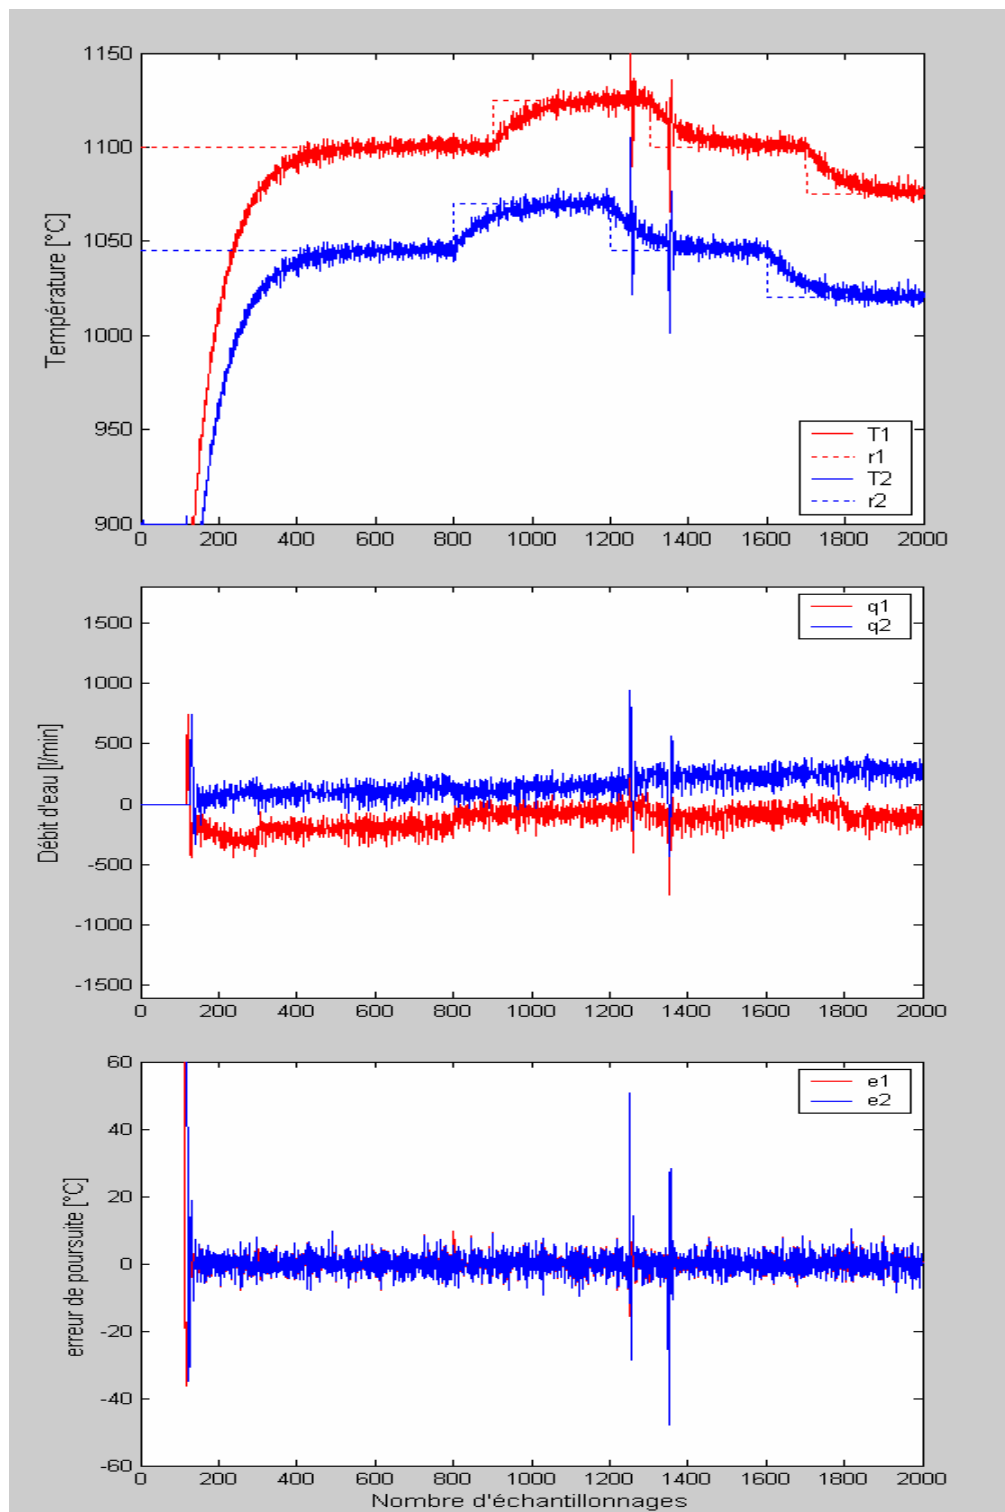 1150
1100
1050
1000
950
900
Température [°C]
T1
r1
T2
r2
0 200 400 600 800 1000 1200 1400 1600 1800 2000
1500
1000
500
0
-500
-1000
-1500
Débit d'eau [l/min]
q1
q2
0 200 400 600 800 1000 1200 1400 1600 1800 2000
60
40
20
0
-20
-40
-60
erreur de poursuite [°C]
e1
e2
0 200 400 600 800 1000 1200 1400 1600 1800 2000
Nombre d'échantillonnages